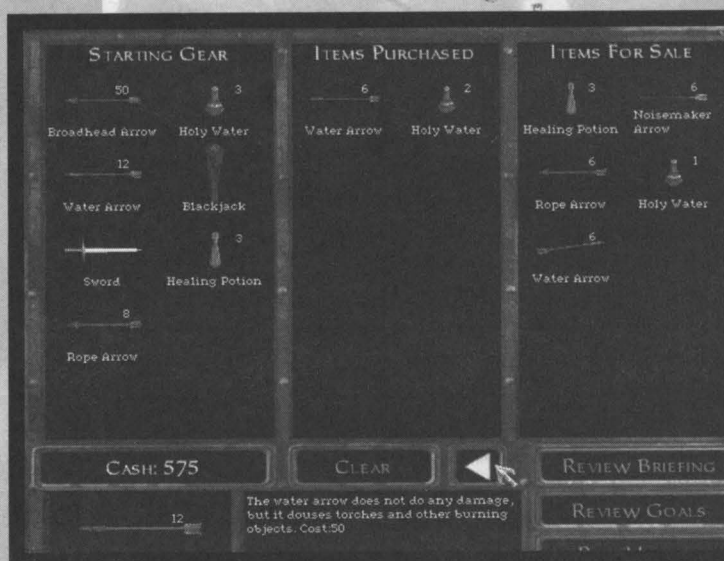 STARTING GEAR
50
Broadhead Arrow
3
Holy Water
12
Water Arrow
Blackjack
Sword
3
Healing Potion
8
Rope Arrow
ITEMS PURCHASED
6
Water Arrow
2
Holy Water
ITEMS FOR SALE
3
Healing Potion
6
Noisemaker
Arrow
6
Rope Arrow
1
Holy Water
6
Water Arrow
CASH: 575
CLEAR
REVIEW BRIEFING
12
The water arrow does not do any damage,
but it douses torches and other burning
objects. Cost:50
REVIEW GOALS